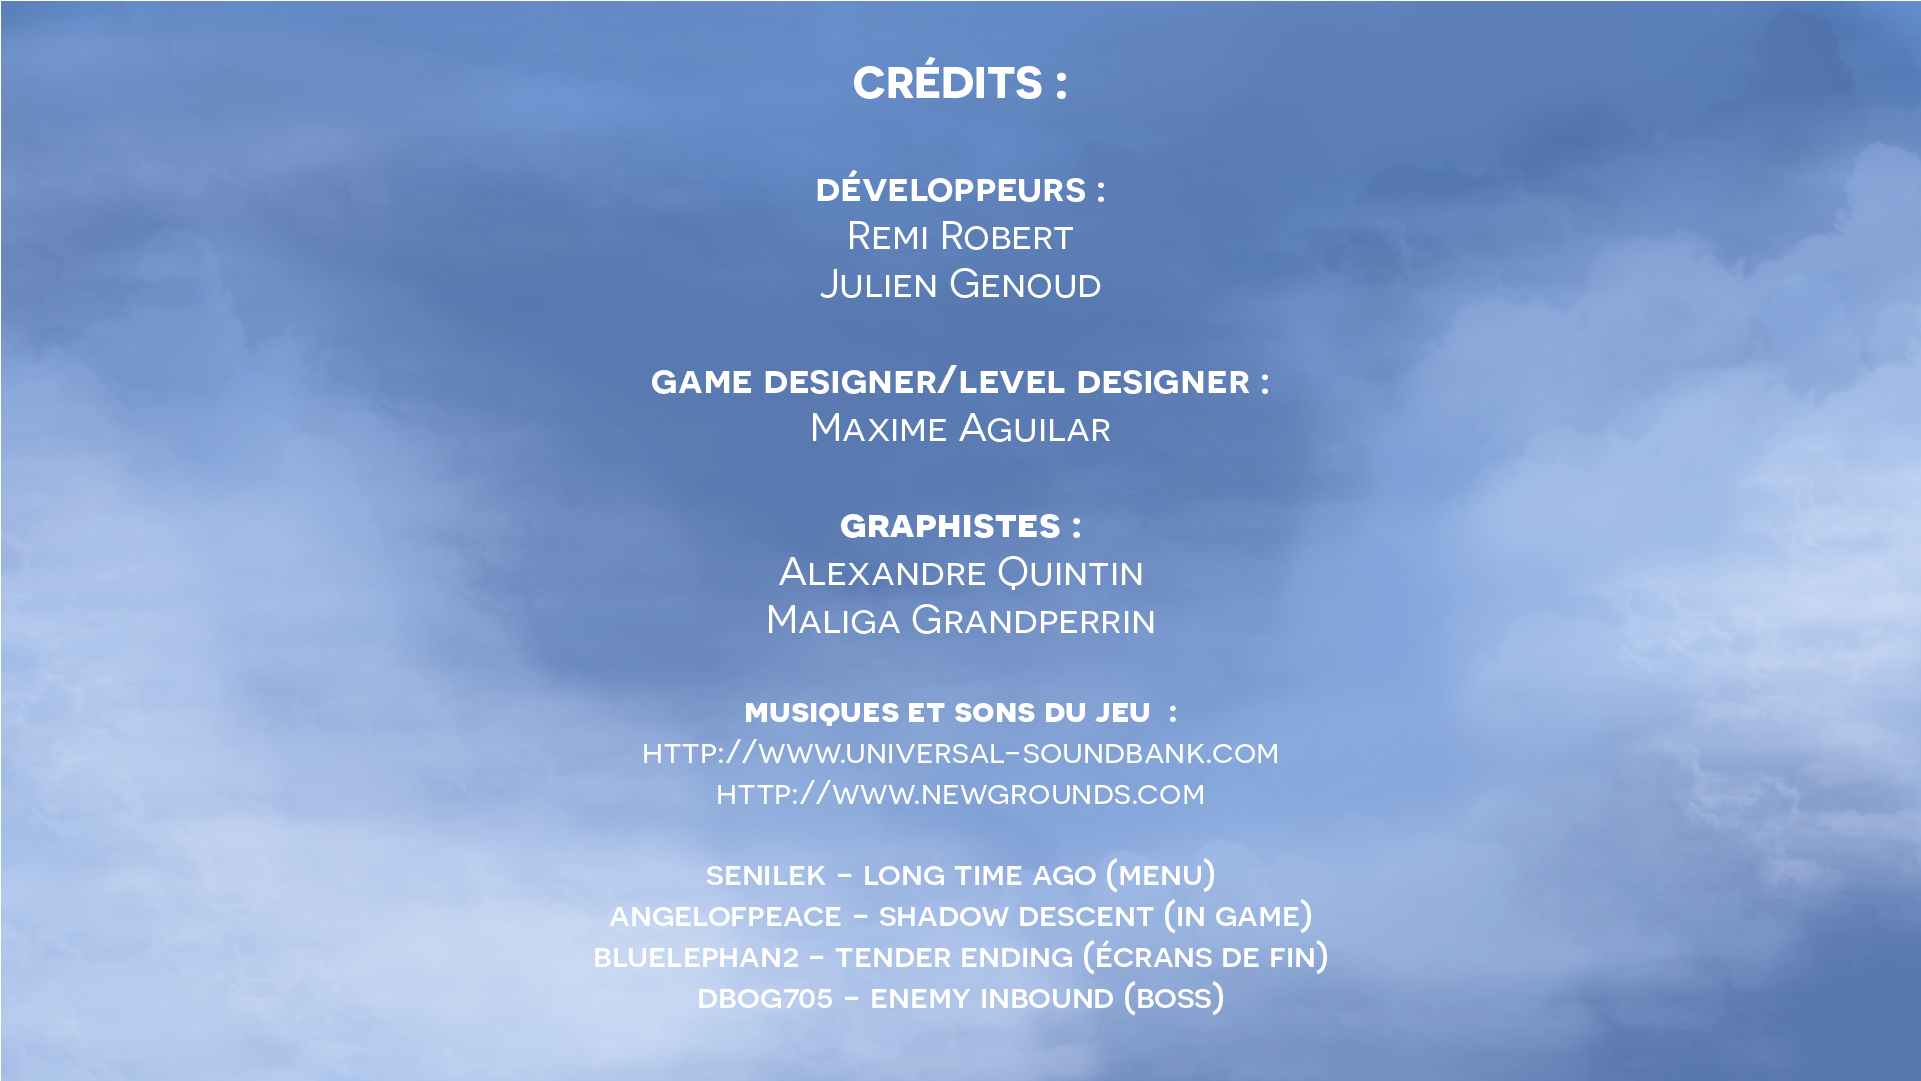 CRÉDITS :
DÉVELOPPEURS :
REMI ROBERT
JULIEN GENOUD
GAME DESIGNER/LEVEL DESIGNER :
MAXIME AGUILAR
GRAPHISTES :
ALEXANDRE QUINTIN
MALIGA GRANDPERRIN
MUSIQUES ET SONS DU JEU :
HTTP://WWW.UNIVERSAL-SOUNDBANK.COM
HTTP://WWW.NEWGROUNDS.COM
SENILEK - LONG TIME AGO (MENU)
ANGELOFPEACE - SHADOW DESCENT (IN GAME)
BLUELEPHAN2 - TENDER ENDING (ÉCRANS DE FIN)
DBOG705 - ENEMY INBOUND (BOSS)